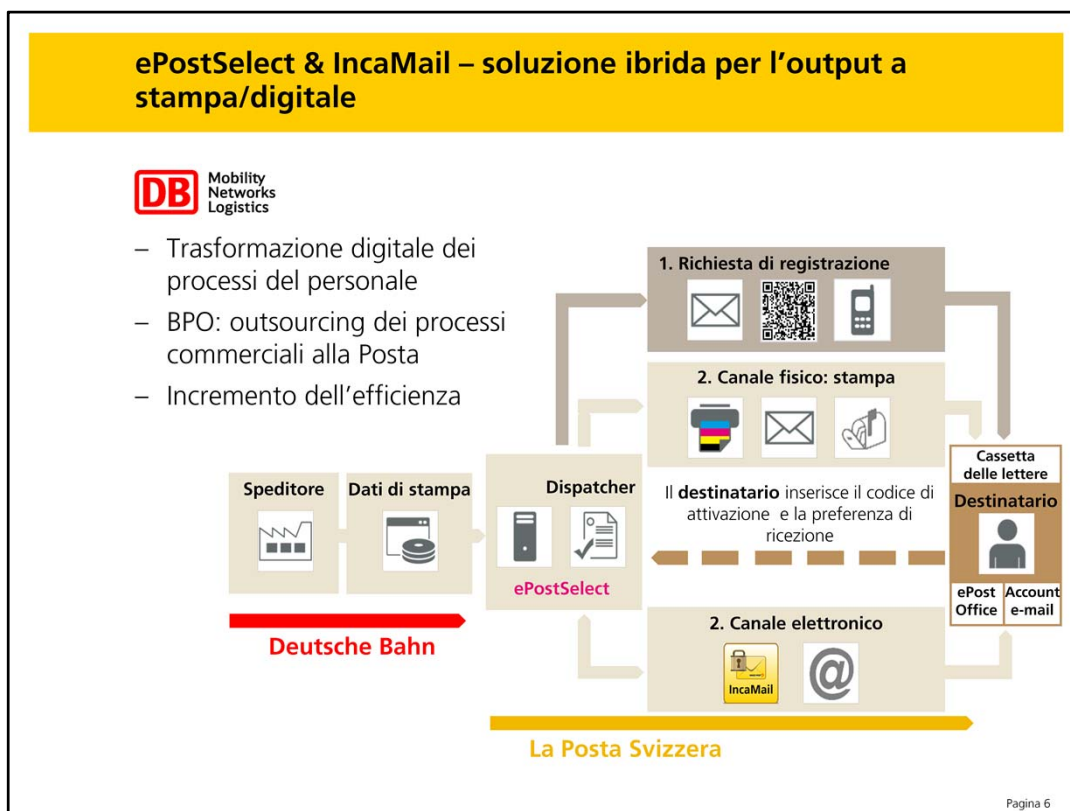 ePostSelect & IncaMail – soluzione ibrida per l’output a
stampa/digitale
DB
Mobility
Networks
Logistics
– Trasformazione digitale dei
processi del personale
– BPO: outsourcing dei processi
commerciali alla Posta
– Incremento dell’efficienza
1. Richiesta di registrazione
2. Canale fisico: stampa
Speditore
Dati di stampa
Dispatcher
ePostSelect
Il destinatario inserisce il codice di
attivazione e la preferenza di
ricezione
Cassetta
delle lettere
Destinatario
ePost
Office
Account
e-mail
2. Canale elettronico
IncaMail
@
Deutsche Bahn
La Posta Svizzera
Pagina 6